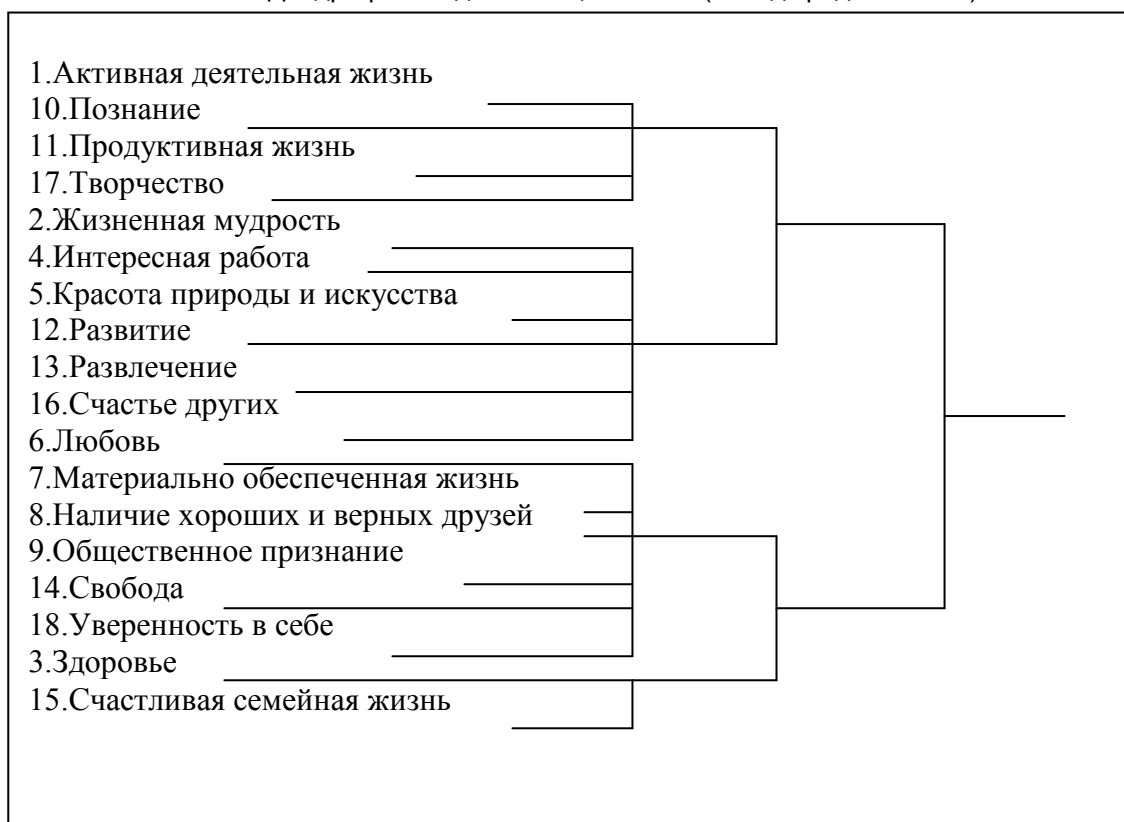 1.Активная деятельная жизнь
10.Познание
11.Продуктивная жизнь
17.Творчество
2.Жизненная мудрость
4.Интересная работа
5.Красота природы и искусства
12.Развитие
13.Развлечение
16.Счастье других
6.Любовь
7.Материально обеспеченная жизнь
8.Наличие хороших и верных друзей
9.Общественное признание
14.Свобода
18.Уверенность в себе
3.Здоровье
15.Счастливая семейная жизнь